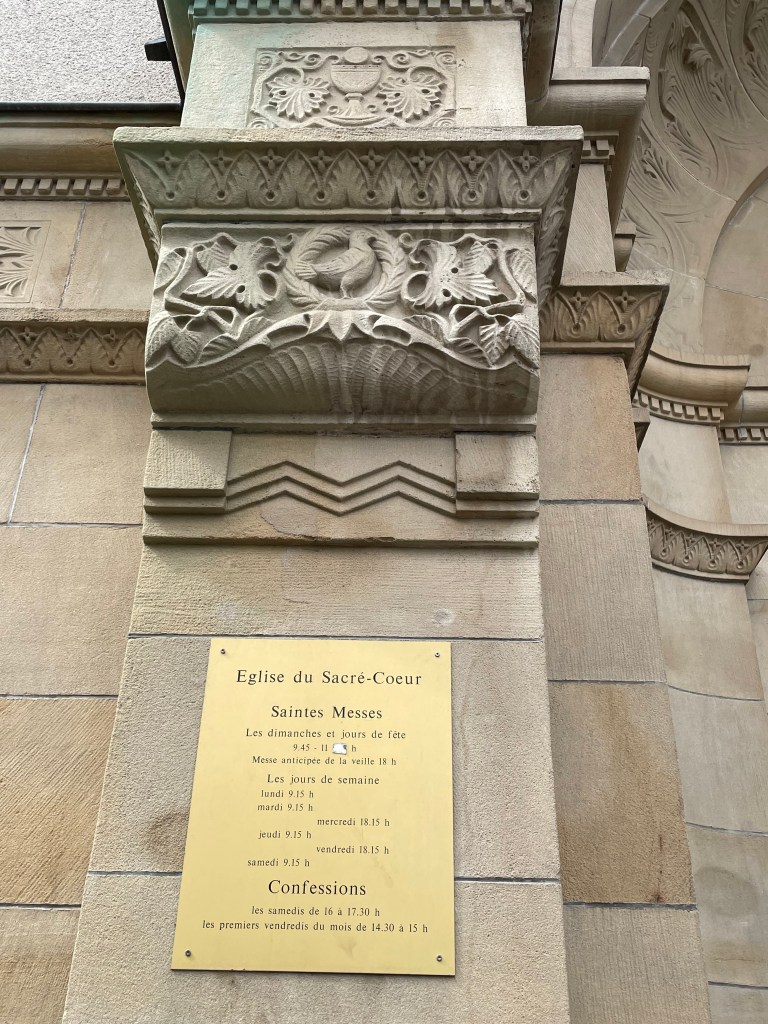 Eglise du Sacré-Coeur
Saintes Messes
Les dimanches et jours de fête
9.45 - 11 h
Messe anticipée de la veille 18 h
Les jours de semaine
lundi 9.15 h
mardi 9.15 h
mercredi 18.15 h
jeudi 9.15 h
vendredi 18.15 h
samedi 9.15 h
Confessions
les samedis de 16 à 17.30 h
les premiers vendredis du mois de 14.30 à 15 h